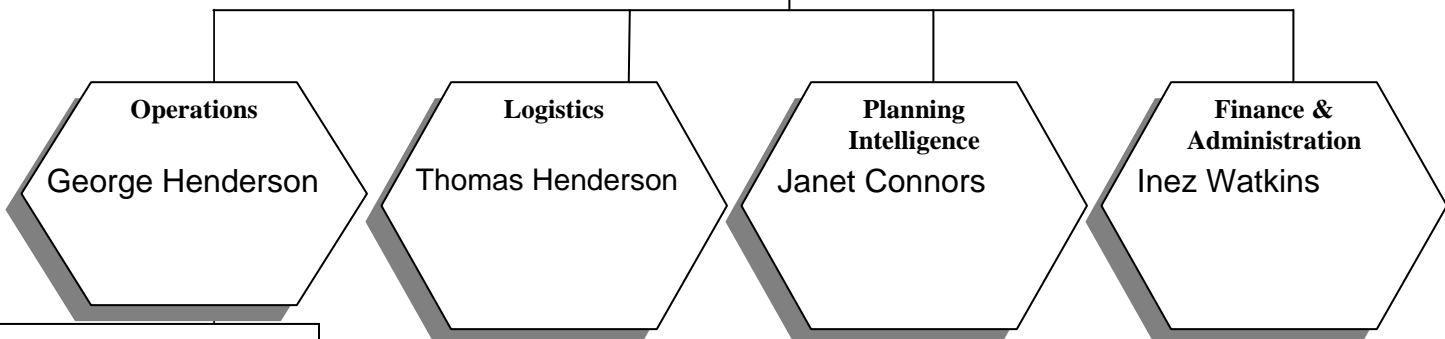 Operations
George Henderson
Logistics
Thomas Henderson
Planning
Intelligence
Janet Connors
Finance &
Administration
Inez Watkins